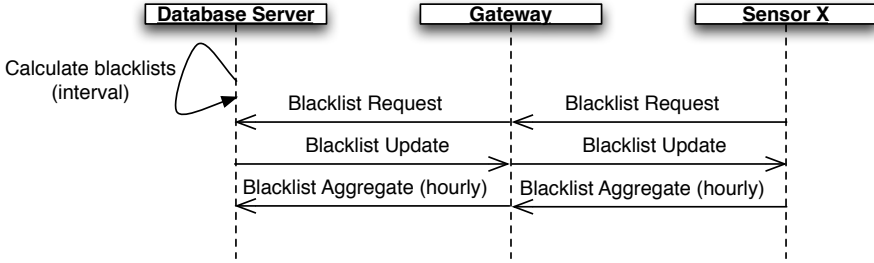 Database Server
Gateway
Sensor X
Calculate blacklists
(interval)
Blacklist Request
Blacklist Request
Blacklist Update
Blacklist Update
Blacklist Aggregate (hourly)
Blacklist Aggregate (hourly)